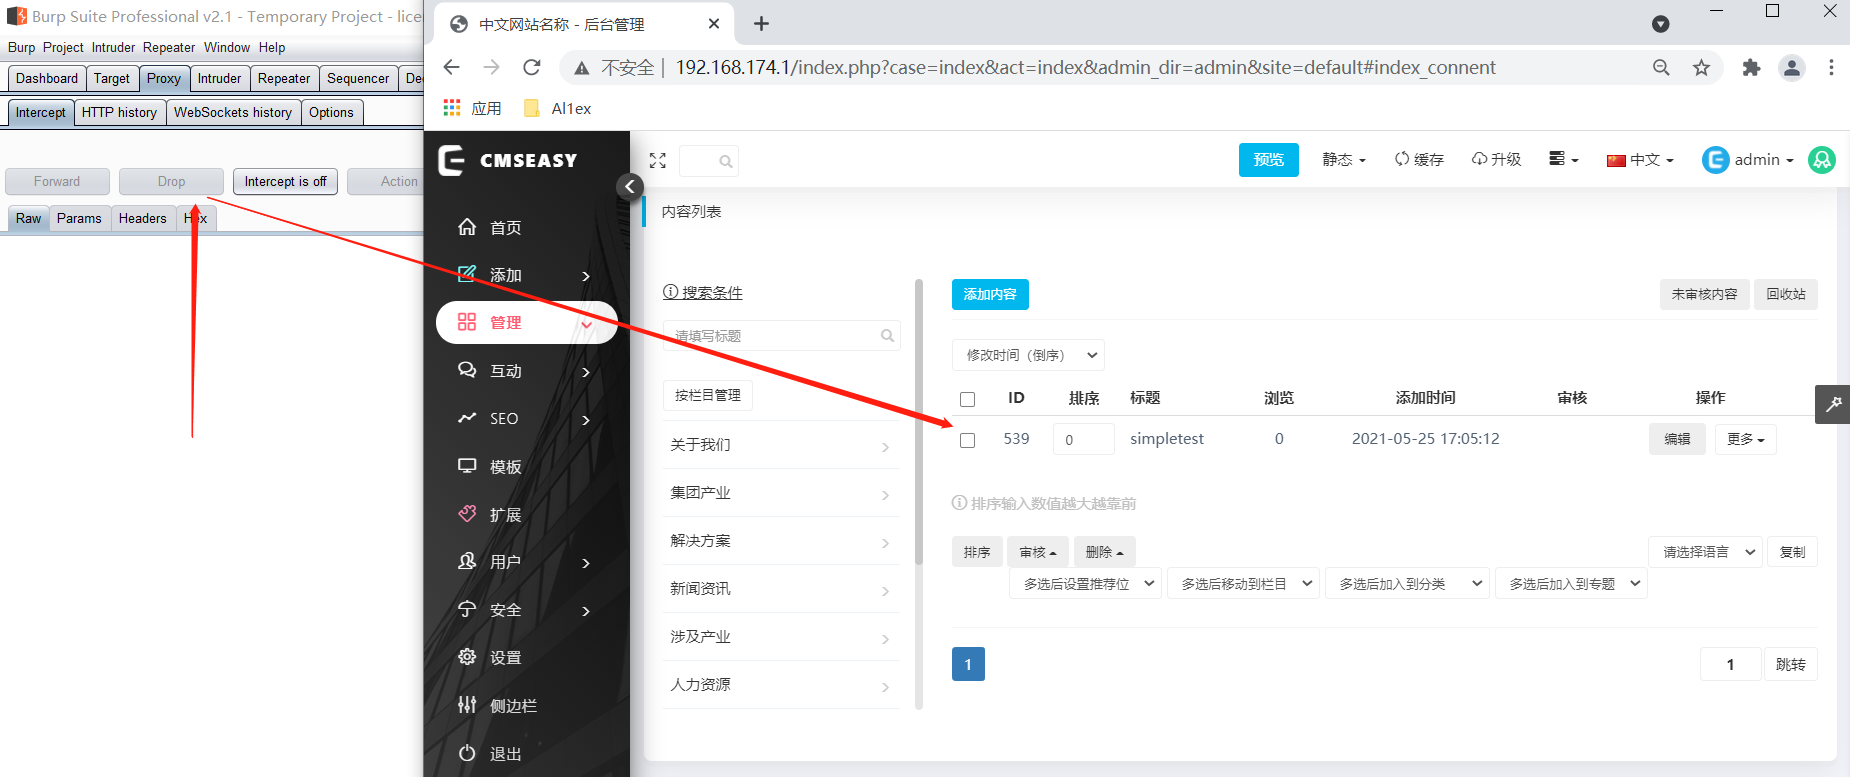 Burp Suite Professional v2.1 - Temporary Project - lice
Burp Project Intruder Repeater Window Help
Dashboard Target Proxy Intruder Repeater Sequencer Dec
Intercept HTTP history WebSockets history Options
Forward Drop Intercept is off Action
Raw Params Headers Hex
中文网站名称 - 后台管理
不安全 | 192.168.174.1/index.php?case=index&act=index&admin_dir=admin&site=default#index_connent
应用 Al1ex
CMSEASY
首页
添加
管理
互动
SEO
模板
扩展
用户
安全
设置
侧边栏
退出
预览 静态 缓存 升级 中文 admin
内容列表
搜索条件
请填写标题
按栏目管理
关于我们
集团产业
解决方案
新闻资讯
涉及产业
人力资源
添加内容 未审核内容 回收站
修改时间（倒序）
ID 排序 标题 浏览 添加时间 审核 操作
539 0 simpletest 0 2021-05-25 17:05:12 编辑 更多
排序输入数值越大越靠前
排序 审核 删除 请选择语言 复制
多选后设置推荐位 多选后移动到栏目 多选后加入到分类 多选后加入到专题
1 1 跳转